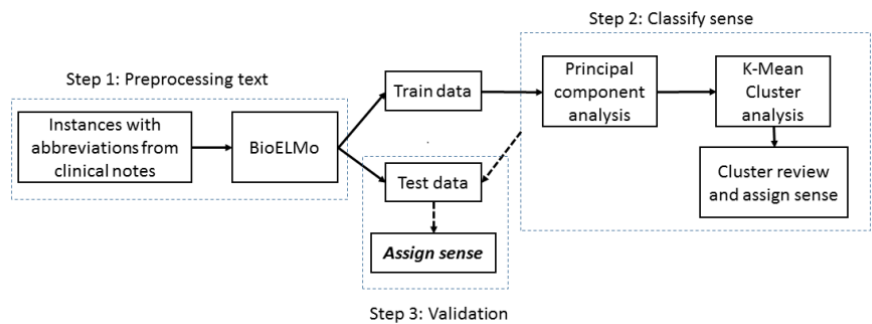 Step 2: Classify sense
Step 1: Preprocessing text
Instances with
abbreviations from
clinical notes
BioELMo
Train data
Principal
component
analysis
K-Mean
Cluster
analysis
Cluster review
and assign sense
Test data
Assign sense
Step 3: Validation